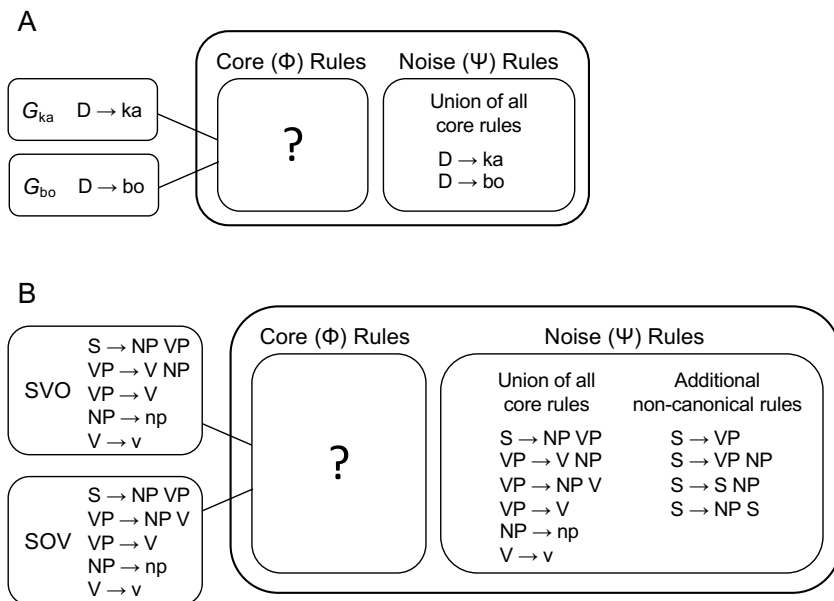 A
Core (Φ) Rules
Noise (Ψ) Rules
G_ka D → ka
G_bo D → bo
?
Union of all
core rules
D → ka
D → bo
B
Core (Φ) Rules
Noise (Ψ) Rules
SVO
S → NP VP
VP → V NP
VP → V
NP → np
V → v
SOV
S → NP VP
VP → NP V
VP → V
NP → np
V → v
?
Union of all
core rules
S → NP VP
VP → V NP
VP → NP V
VP → V
NP → np
V → v
Additional
non-canonical rules
S → VP
S → VP NP
S → S NP
S → NP S